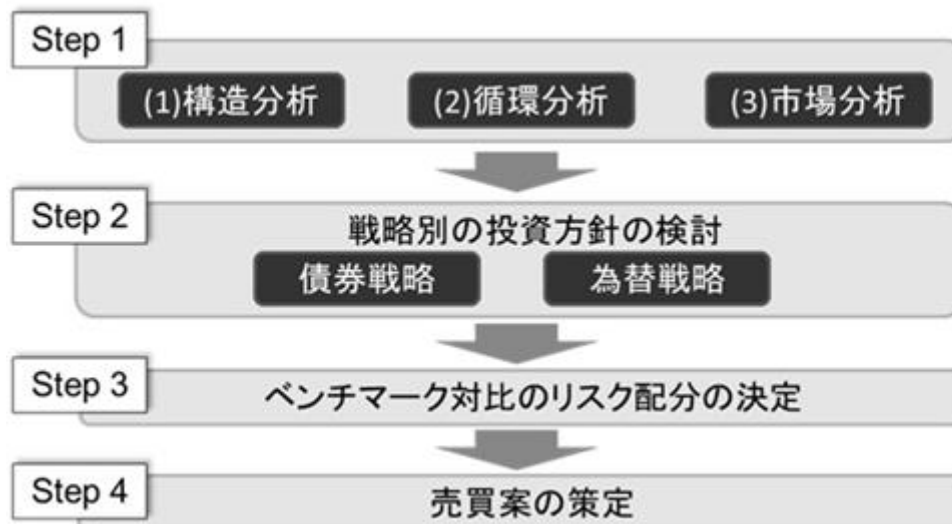 Step 1
(1)構造分析
(2)循環分析
(3)市場分析
Step 2
戦略別の投資方針の検討
債券戦略
為替戦略
Step 3
ベンチマーク対比のリスク配分の決定
Step 4
売買案の策定